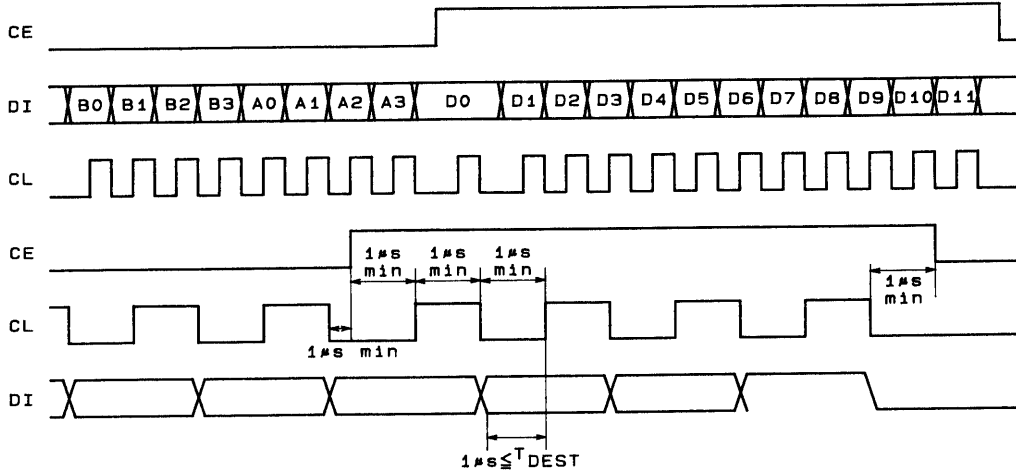 CE
DI B0 B1 B2 B3 A0 A1 A2 A3 D0 D1 D2 D3 D4 D5 D6 D7 D8 D9 D10 D11
CL
CE
1μs min
1μs min
1μs min
1μs min
CL
1μs min
DI
1μs≦TDEST